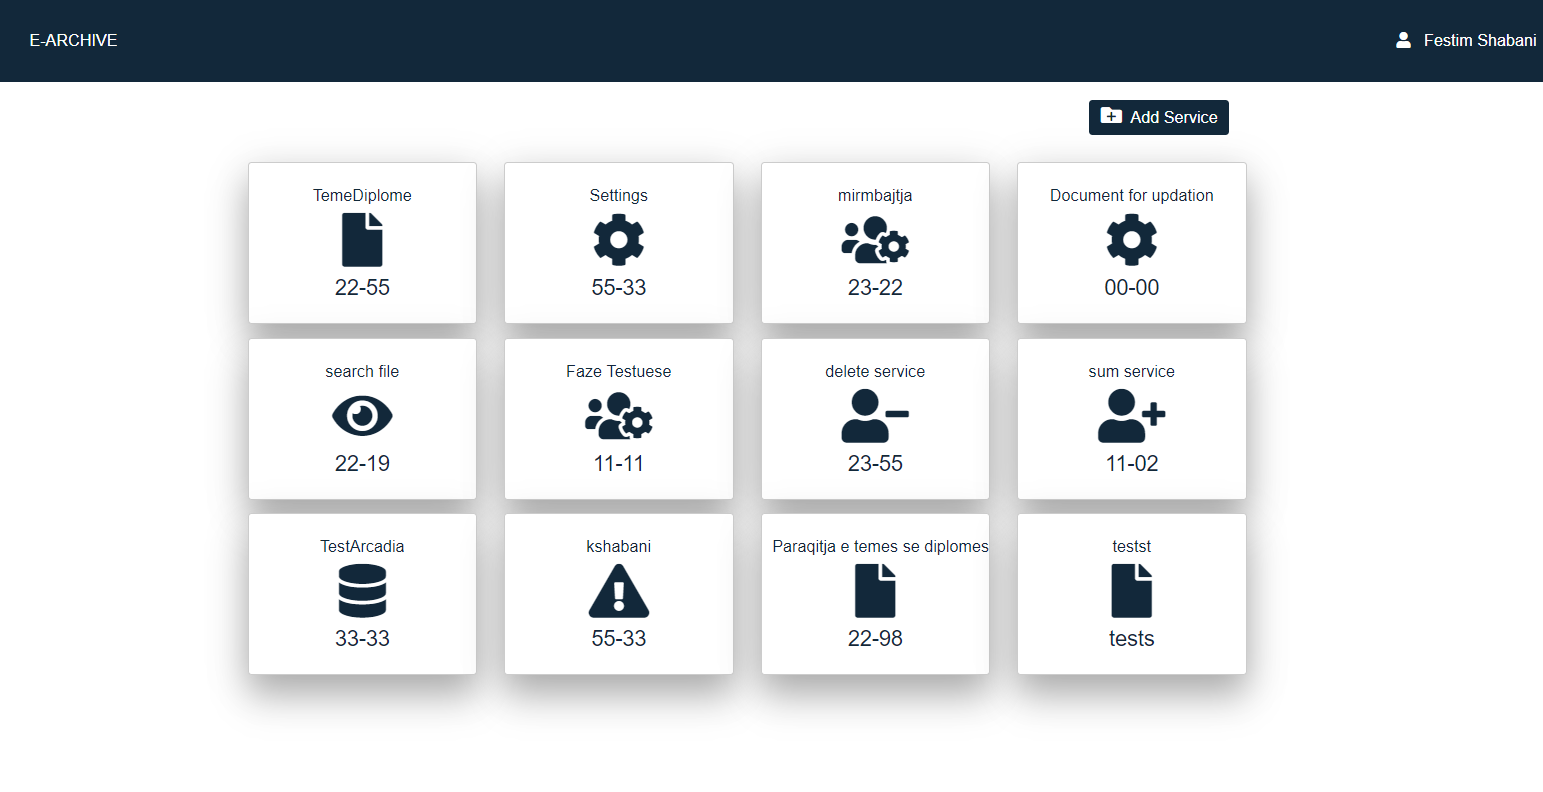 E-ARCHIVE
Festim Shabani
Add Service
TemeDiplome
22-55
Settings
55-33
mirmbajtja
23-22
Document for updation
00-00
search file
22-19
Faze Testuese
11-11
delete service
23-55
sum service
11-02
TestArcadia
33-33
kshabani
55-33
Paraqitja e temes se diplomes
22-98
testst
tests